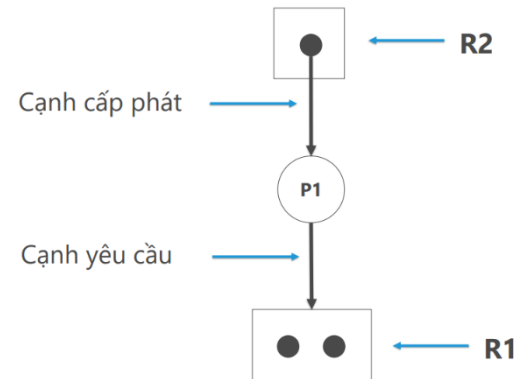 R2
Cạnh cấp phát
P1
Cạnh yêu cầu
R1